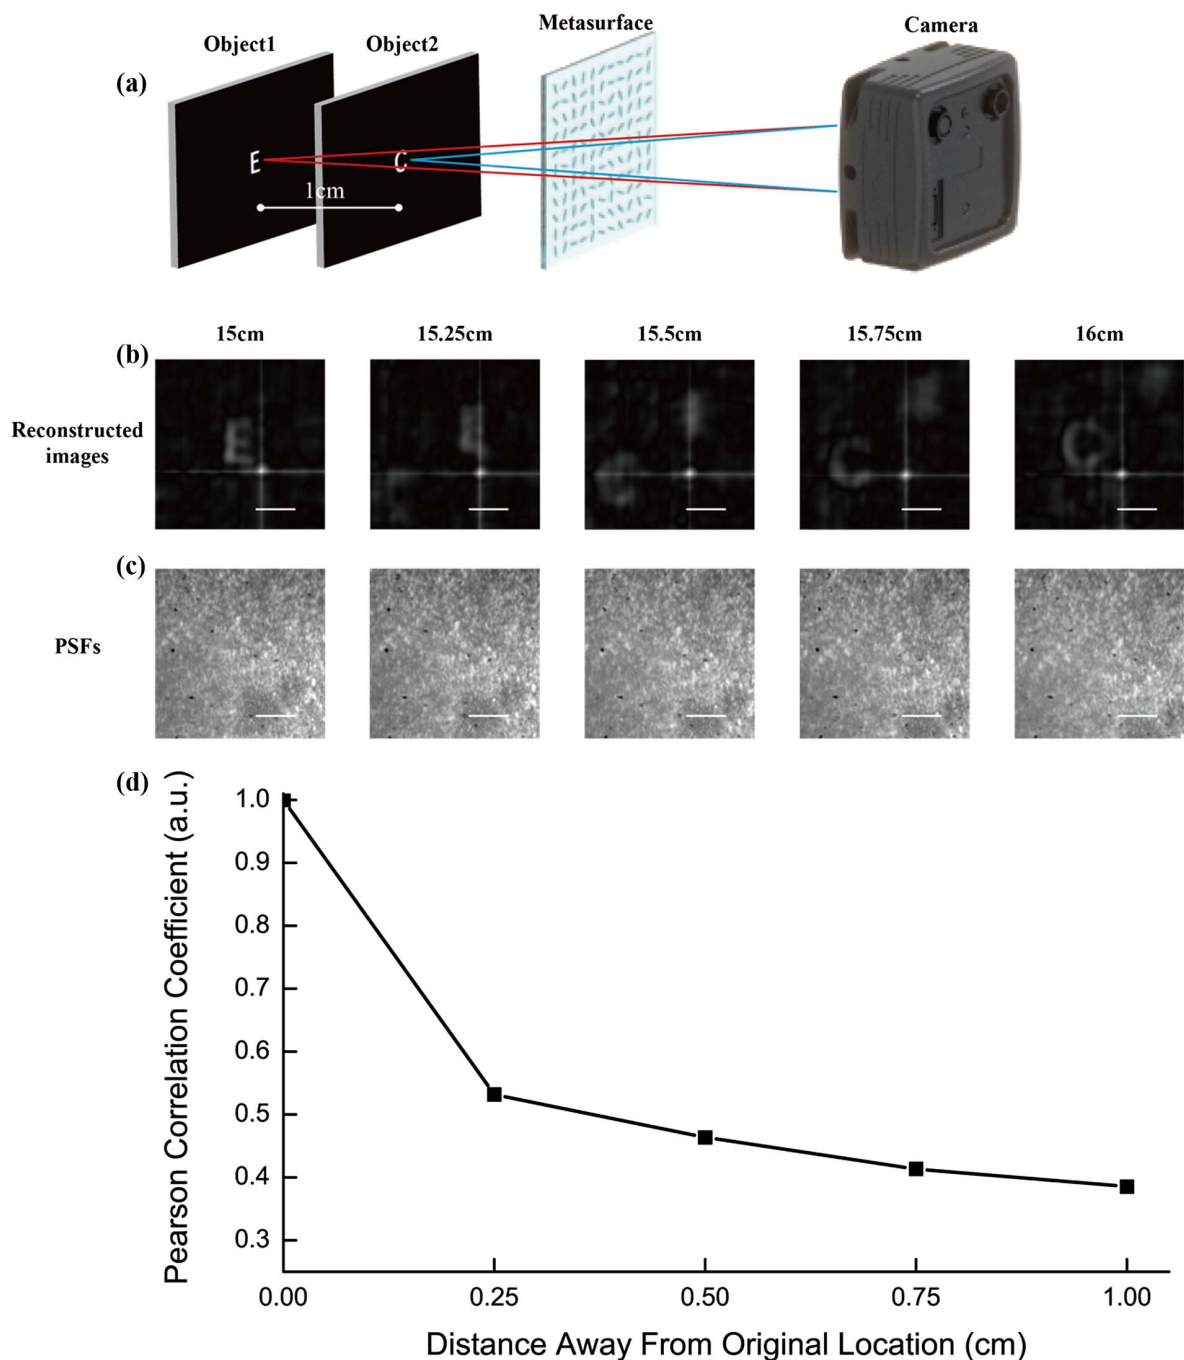 (a)
Object1
Object2
Metasurface
Camera
E
C
1cm
(b)
15cm
15.25cm
15.5cm
15.75cm
16cm
Reconstructed
images
E
E
C
C
(c)
PSFs
(d)
Pearson Correlation Coefficient (a.u.)
1.0
0.9
0.8
0.7
0.6
0.5
0.4
0.3
0.00
0.25
0.50
0.75
1.00
Distance Away From Original Location (cm)